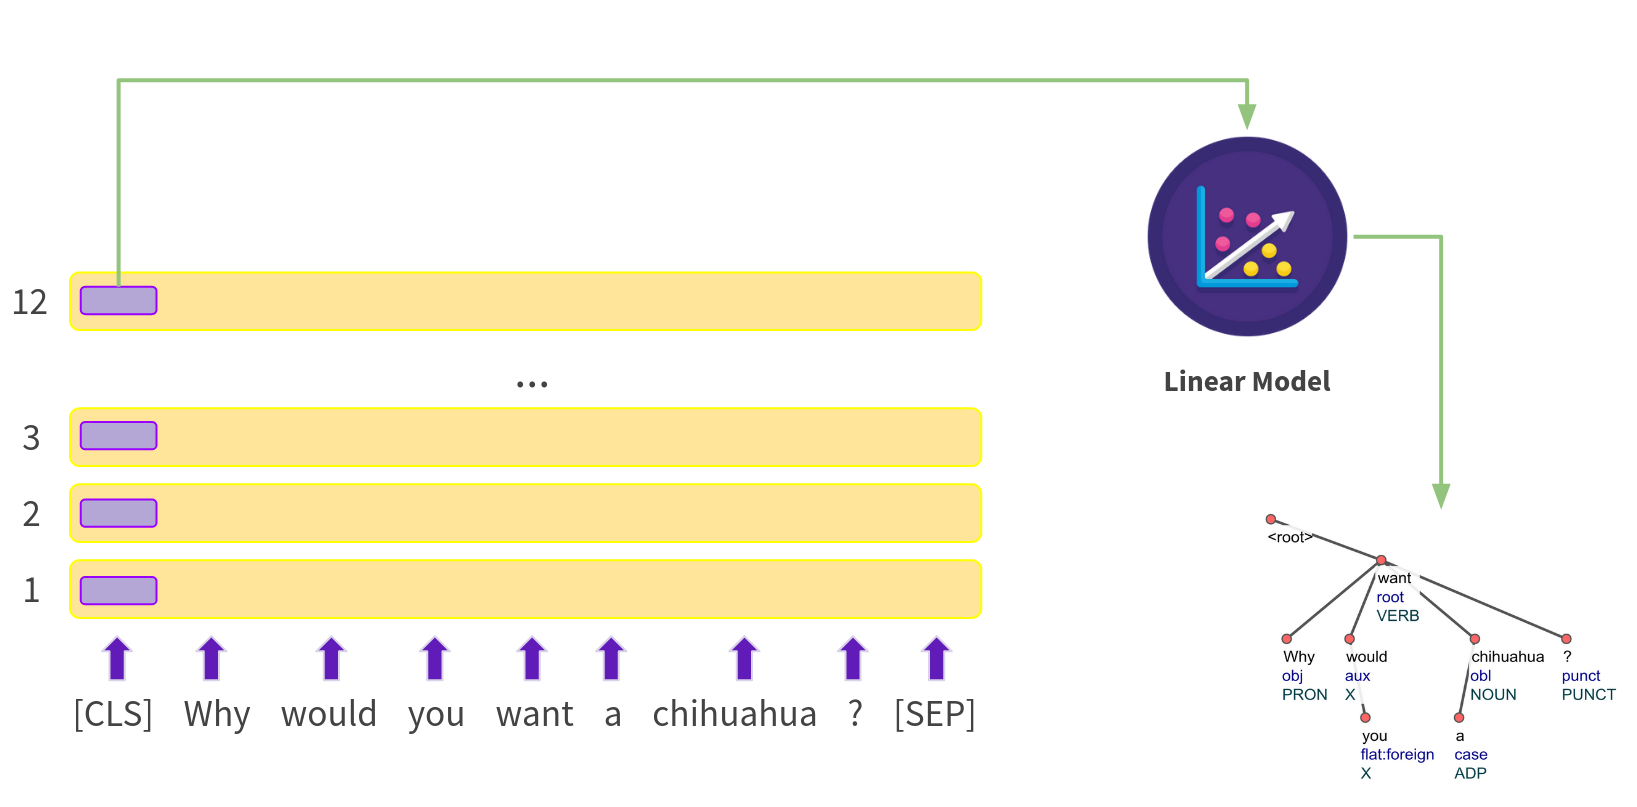 12
...
3
2
1
[CLS] Why would you want a chihuahua ? [SEP]
Linear Model
<root>
want
root
VERB
Why would chihuahua ?
obj aux obl punct
PRON X NOUN PUNCT
you a
flat:foreign case
X ADP